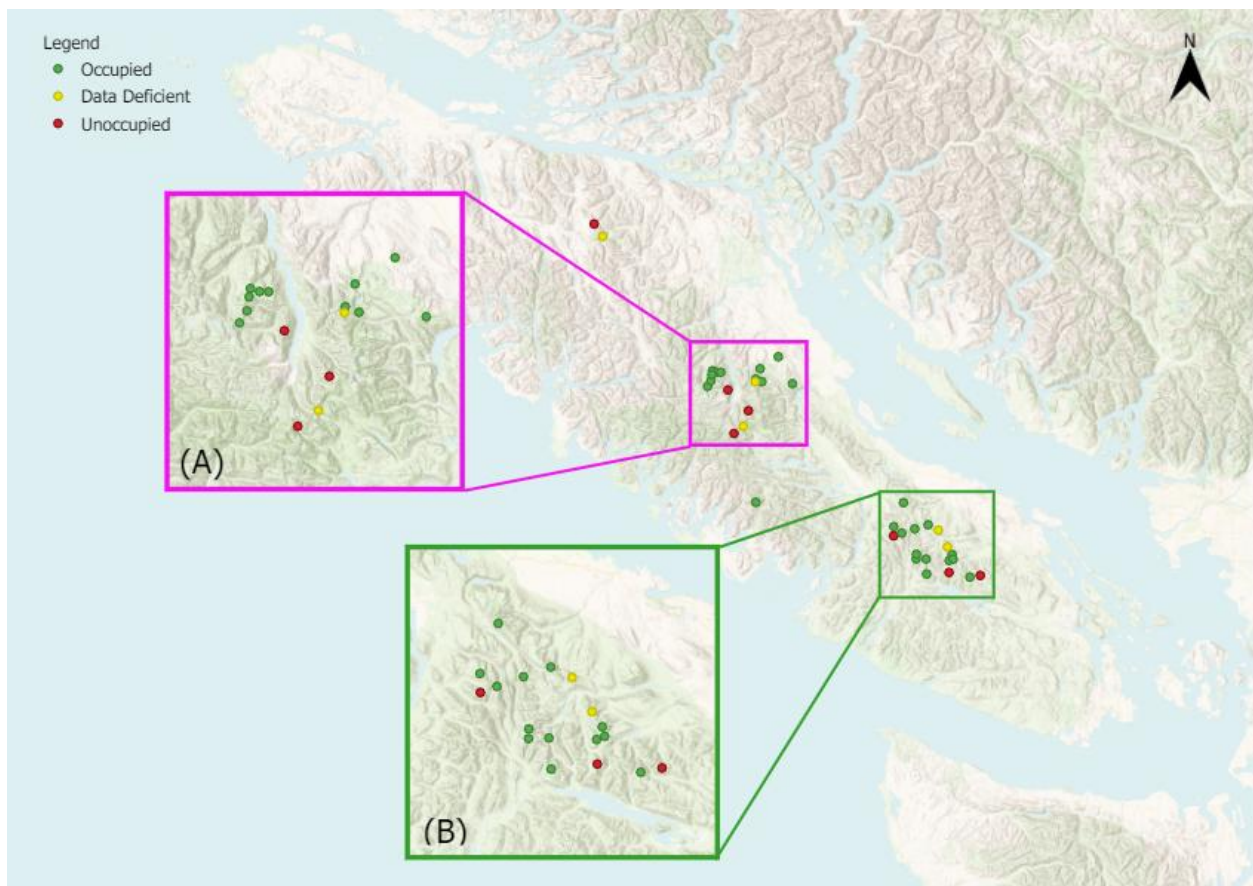 Legend
Occupied
Data Deficient
Unoccupied
N
(A)
(B)